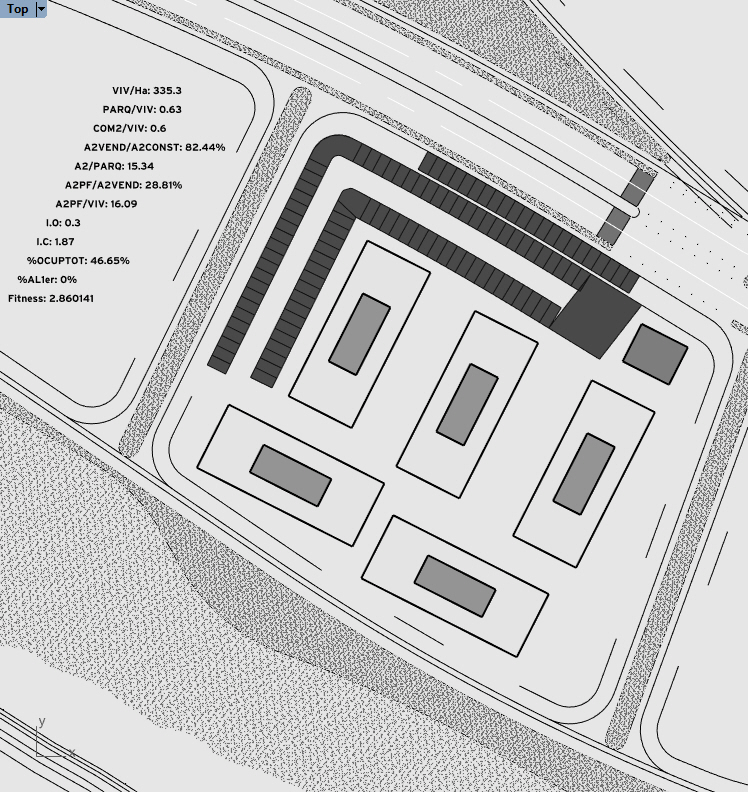 Top
VIV/Ha: 335.3
PARQ/VIV: 0.63
COM2/VIV: 0.6
A2VEND/A2CONST: 82.44%
A2/PARQ: 15.34
A2PF/A2VEND: 28.81%
A2PF/VIV: 16.09
I.O: 0.3
I.C: 1.87
%OCUPTOT: 46.65%
%AL1er: 0%
Fitness: 2.860141
y
x